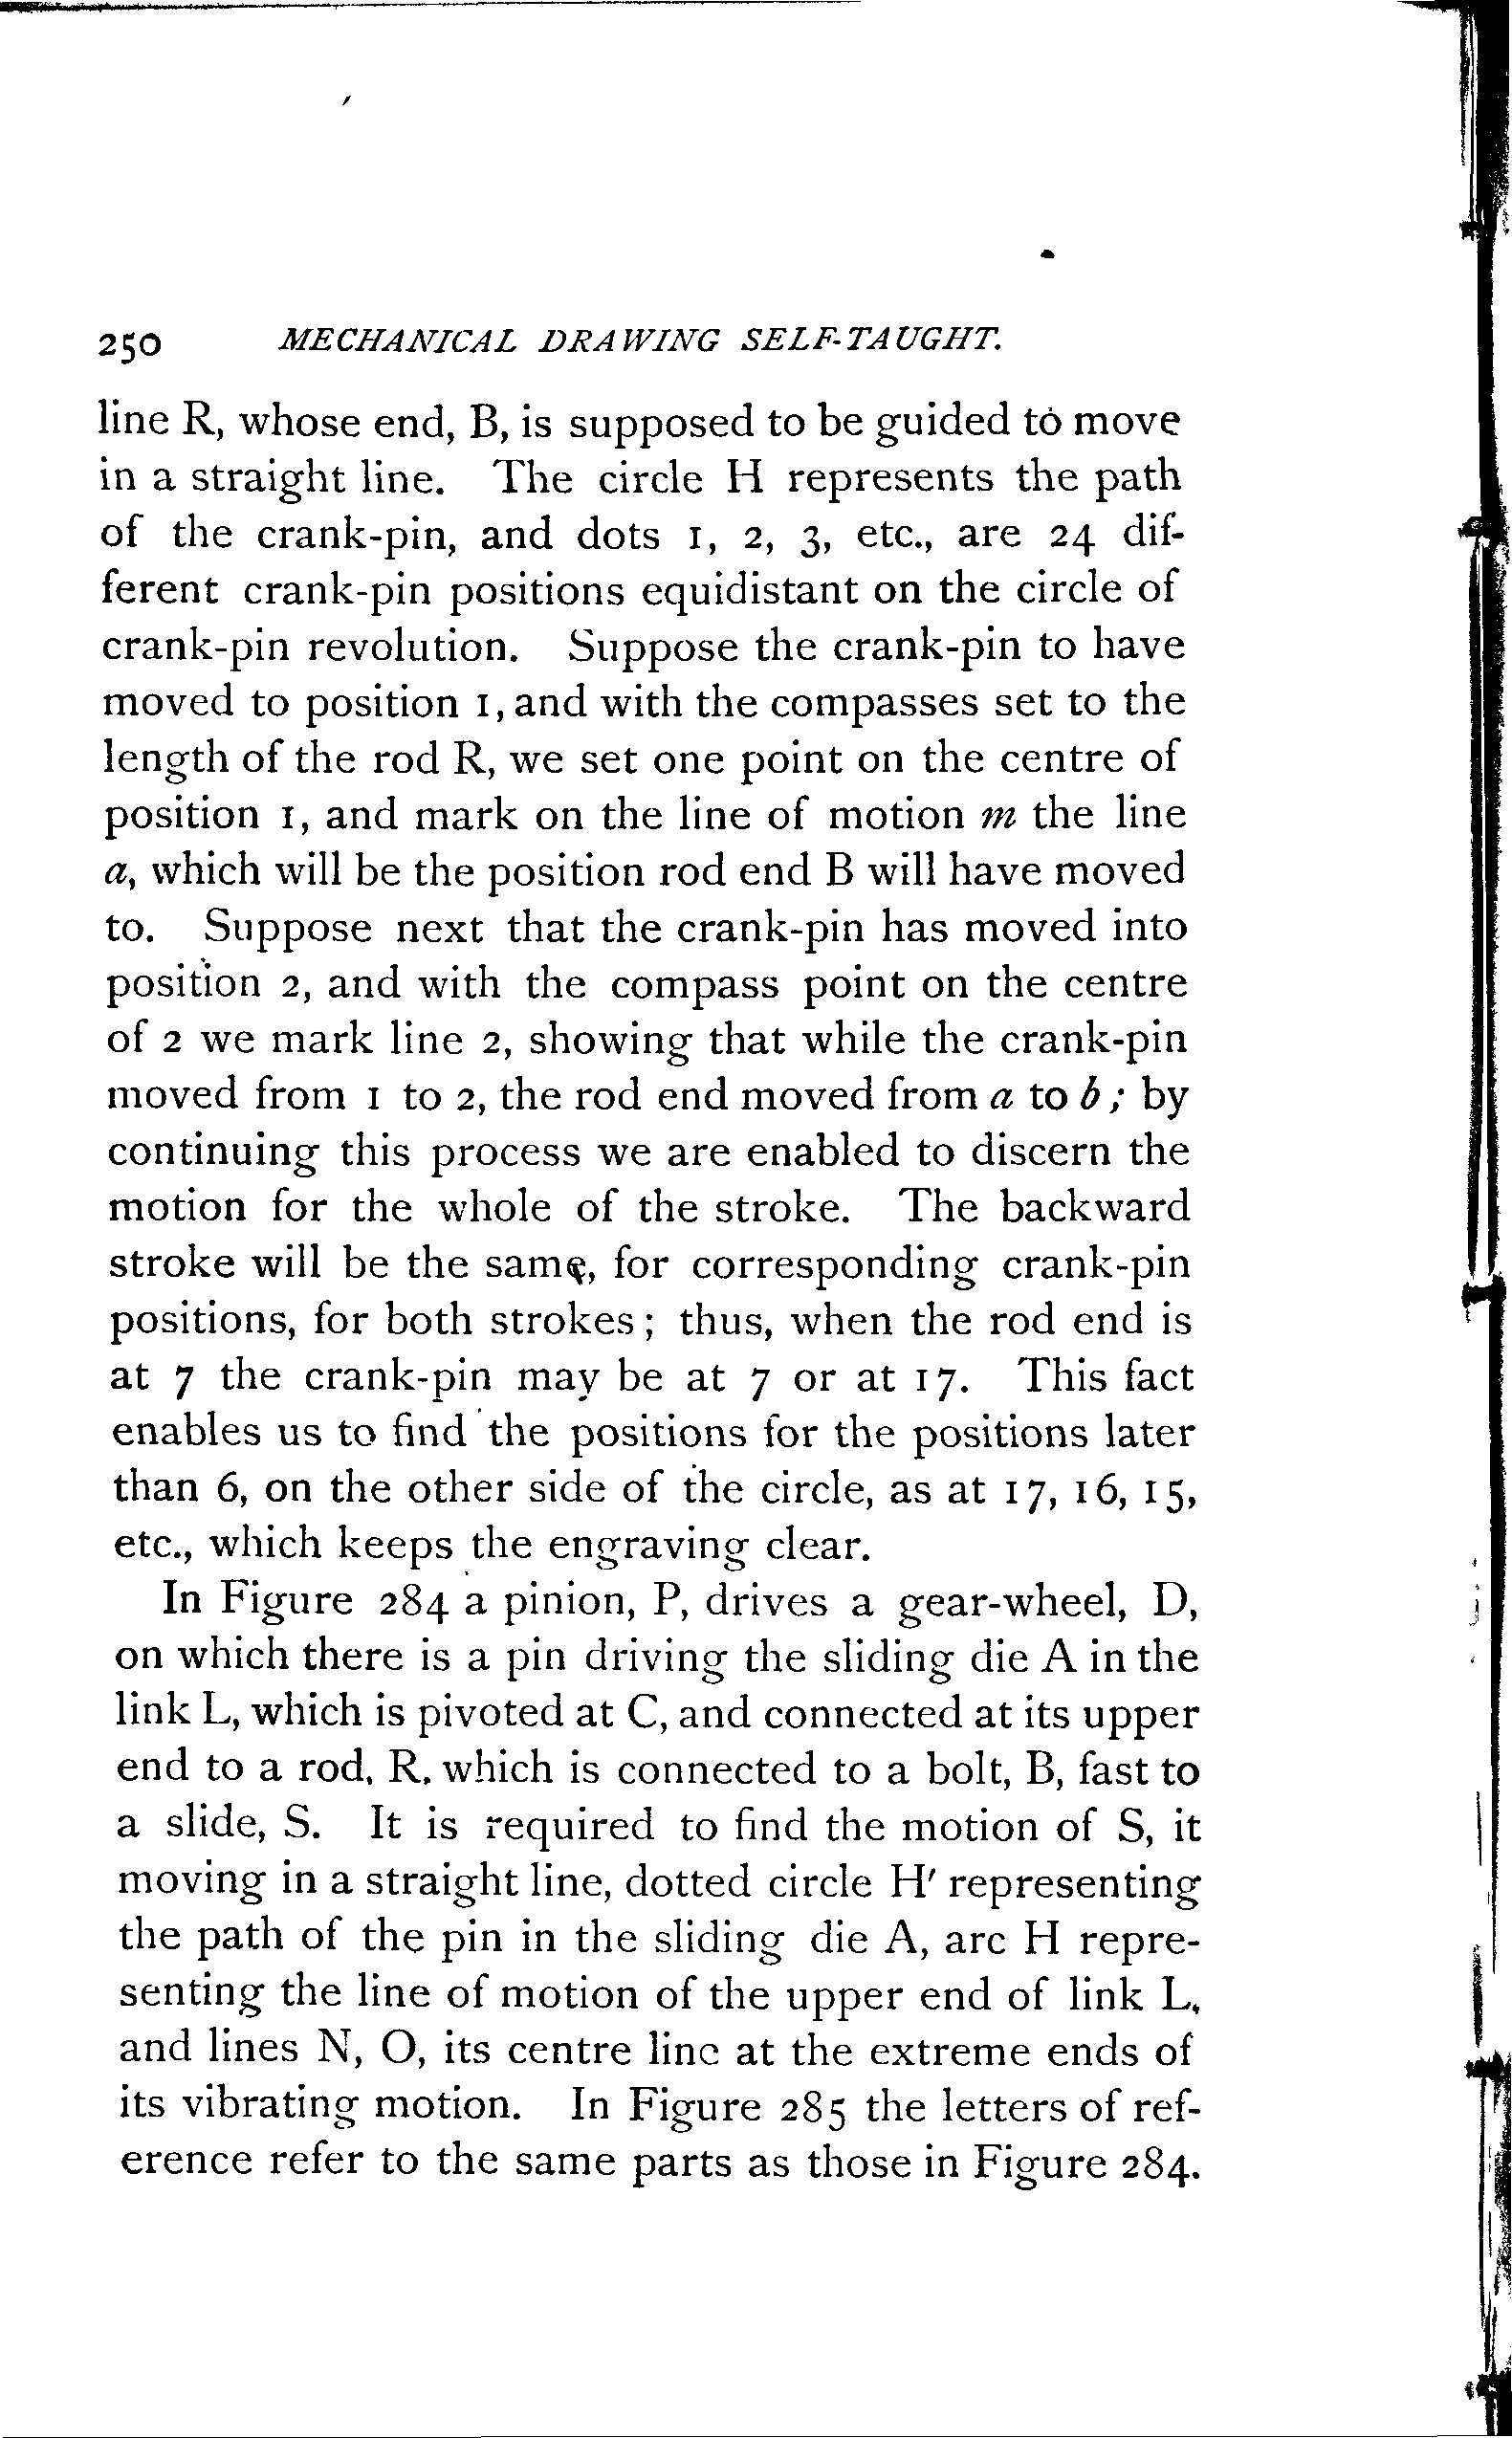 250 MECHANICAL DRAWING SELF-TAUGHT.
line R, whose end, B, is supposed to be guided to move
in a straight line. The circle H represents the path
of the crank-pin, and dots 1, 2, 3, etc., are 24 dif-
ferent crank-pin positions equidistant on the circle of
crank-pin revolution. Suppose the crank-pin to have
moved to position 1, and with the compasses set to the
length of the rod R, we set one point on the centre of
position 1, and mark on the line of motion m the line
a, which will be the position rod end B will have moved
to. Suppose next that the crank-pin has moved into
position 2, and with the compass point on the centre
of 2 we mark line 2, showing that while the crank-pin
moved from 1 to 2, the rod end moved from a to b; by
continuing this process we are enabled to discern the
motion for the whole of the stroke. The backward
stroke will be the same, for corresponding crank-pin
positions, for both strokes; thus, when the rod end is
at 7 the crank-pin may be at 7 or at 17. This fact
enables us to find the positions for the positions later
than 6, on the other side of the circle, as at 17, 16, 15,
etc., which keeps the engraving clear.
In Figure 284 a pinion, P, drives a gear-wheel, D,
on which there is a pin driving the sliding die A in the
link L, which is pivoted at C, and connected at its upper
end to a rod, R, which is connected to a bolt, B, fast to
a slide, S. It is required to find the motion of S, it
moving in a straight line, dotted circle H' representing
the path of the pin in the sliding die A, arc H repre-
senting the line of motion of the upper end of link L,
and lines N, O, its centre line at the extreme ends of
its vibrating motion. In Figure 285 the letters of ref-
erence refer to the same parts as those in Figure 284.